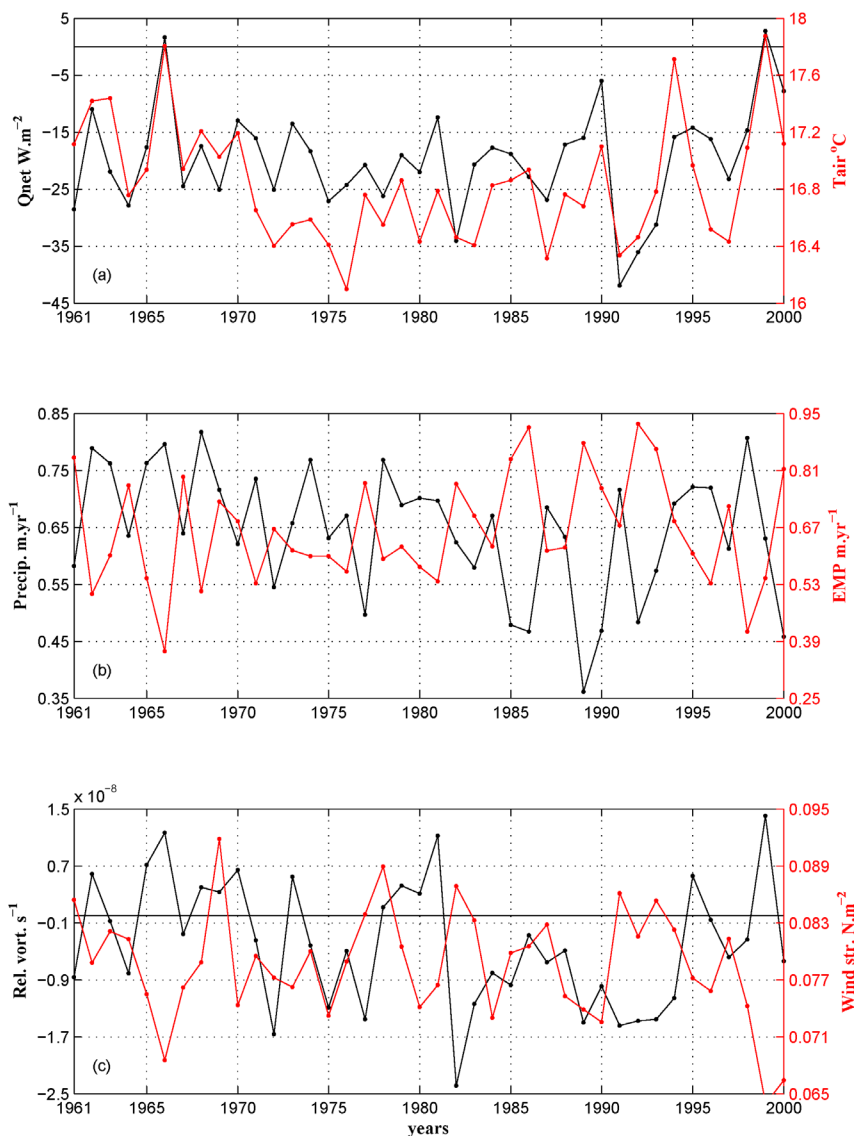 5 18
−5 17.6
−15 17.2
−25 16.8
−35 16.4
−45 16
Qnet W.m−2
Tair oC
(a)
1961 1965 1970 1975 1980 1985 1990 1995 2000
0.85 0.95
0.75 0.81
0.65 0.67
0.55 0.53
0.45 0.39
0.35 0.25
Precip. m.yr−1
EMP m.yr−1
(b)
1961 1965 1970 1975 1980 1985 1990 1995 2000
x 10−8
1.5 0.095
0.7 0.089
−0.1 0.083
−0.9 0.077
−1.7 0.071
−2.5 0.065
Rel. vort. s−1
Wind str. N.m−2
(c)
1961 1965 1970 1975 1980 1985 1990 1995 2000
years